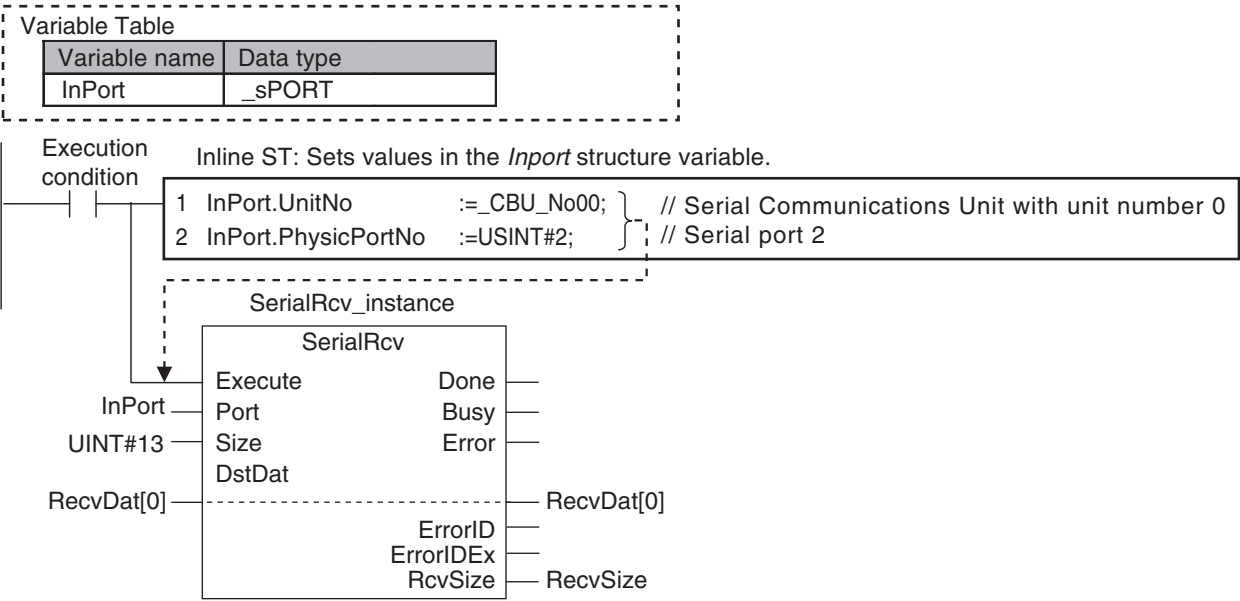 Variable Table
Variable name Data type
InPort _sPORT
Execution
condition
Inline ST: Sets values in the Inport structure variable.
1 InPort.UnitNo :=_CBU_No00; // Serial Communications Unit with unit number 0
2 InPort.PhysicPortNo :=USINT#2; // Serial port 2
SerialRcv_instance
SerialRcv
Execute Done
InPort Port Busy
UINT#13 Size Error
DstDat
RecvDat[0] RecvDat[0]
ErrorID
ErrorIDEx
RcvSize RecvSize